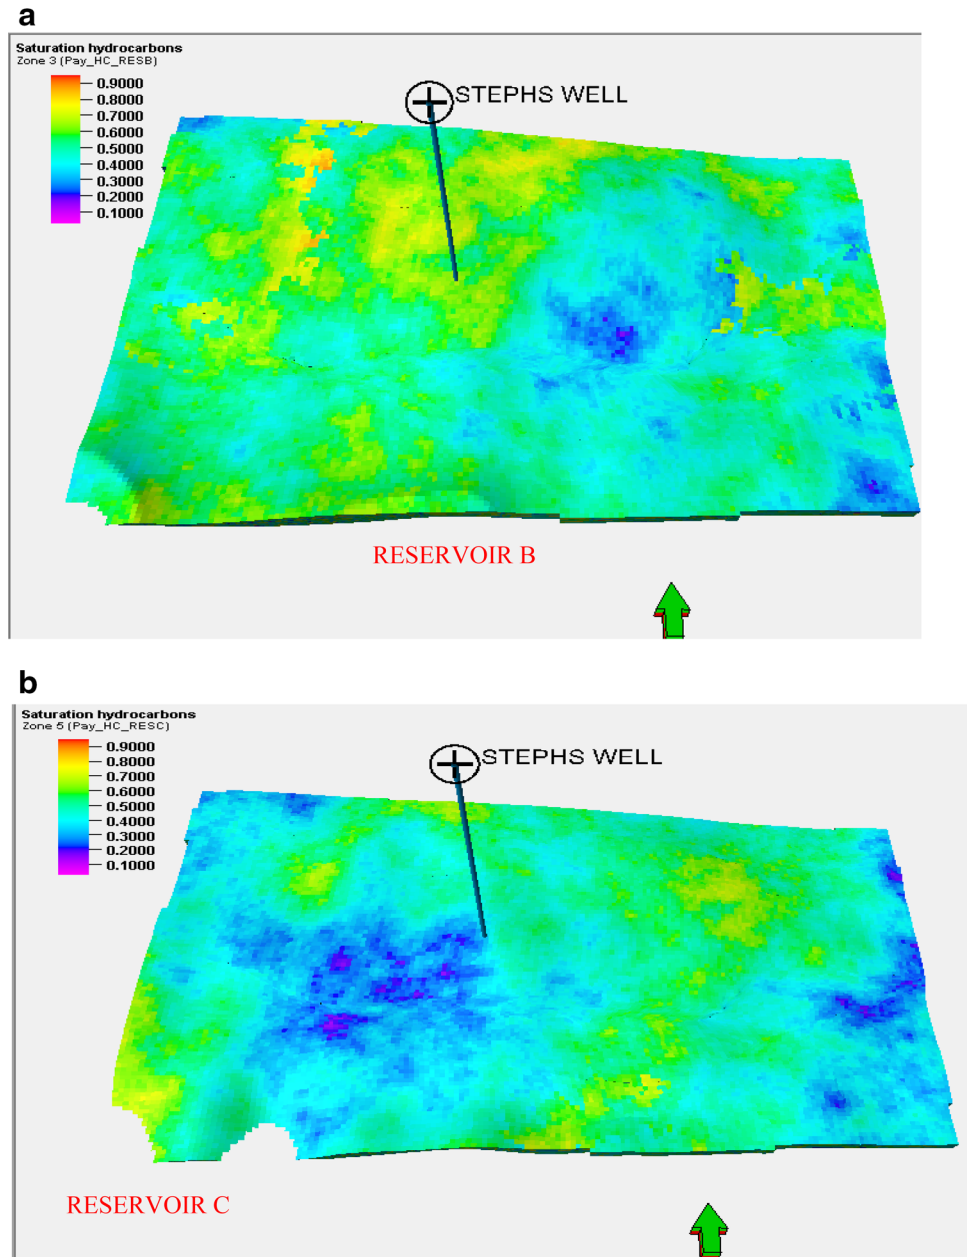 a
Saturation hydrocarbons
Zone 3 (Pay_HC_RESB)
0.9000
0.8000
0.7000
0.6000
0.5000
0.4000
0.3000
0.2000
0.1000
STEPHS WELL
RESERVOIR B
b
Saturation hydrocarbons
Zone 5 (Pay_HC_RESC)
0.9000
0.8000
0.7000
0.6000
0.5000
0.4000
0.3000
0.2000
0.1000
STEPHS WELL
RESERVOIR C